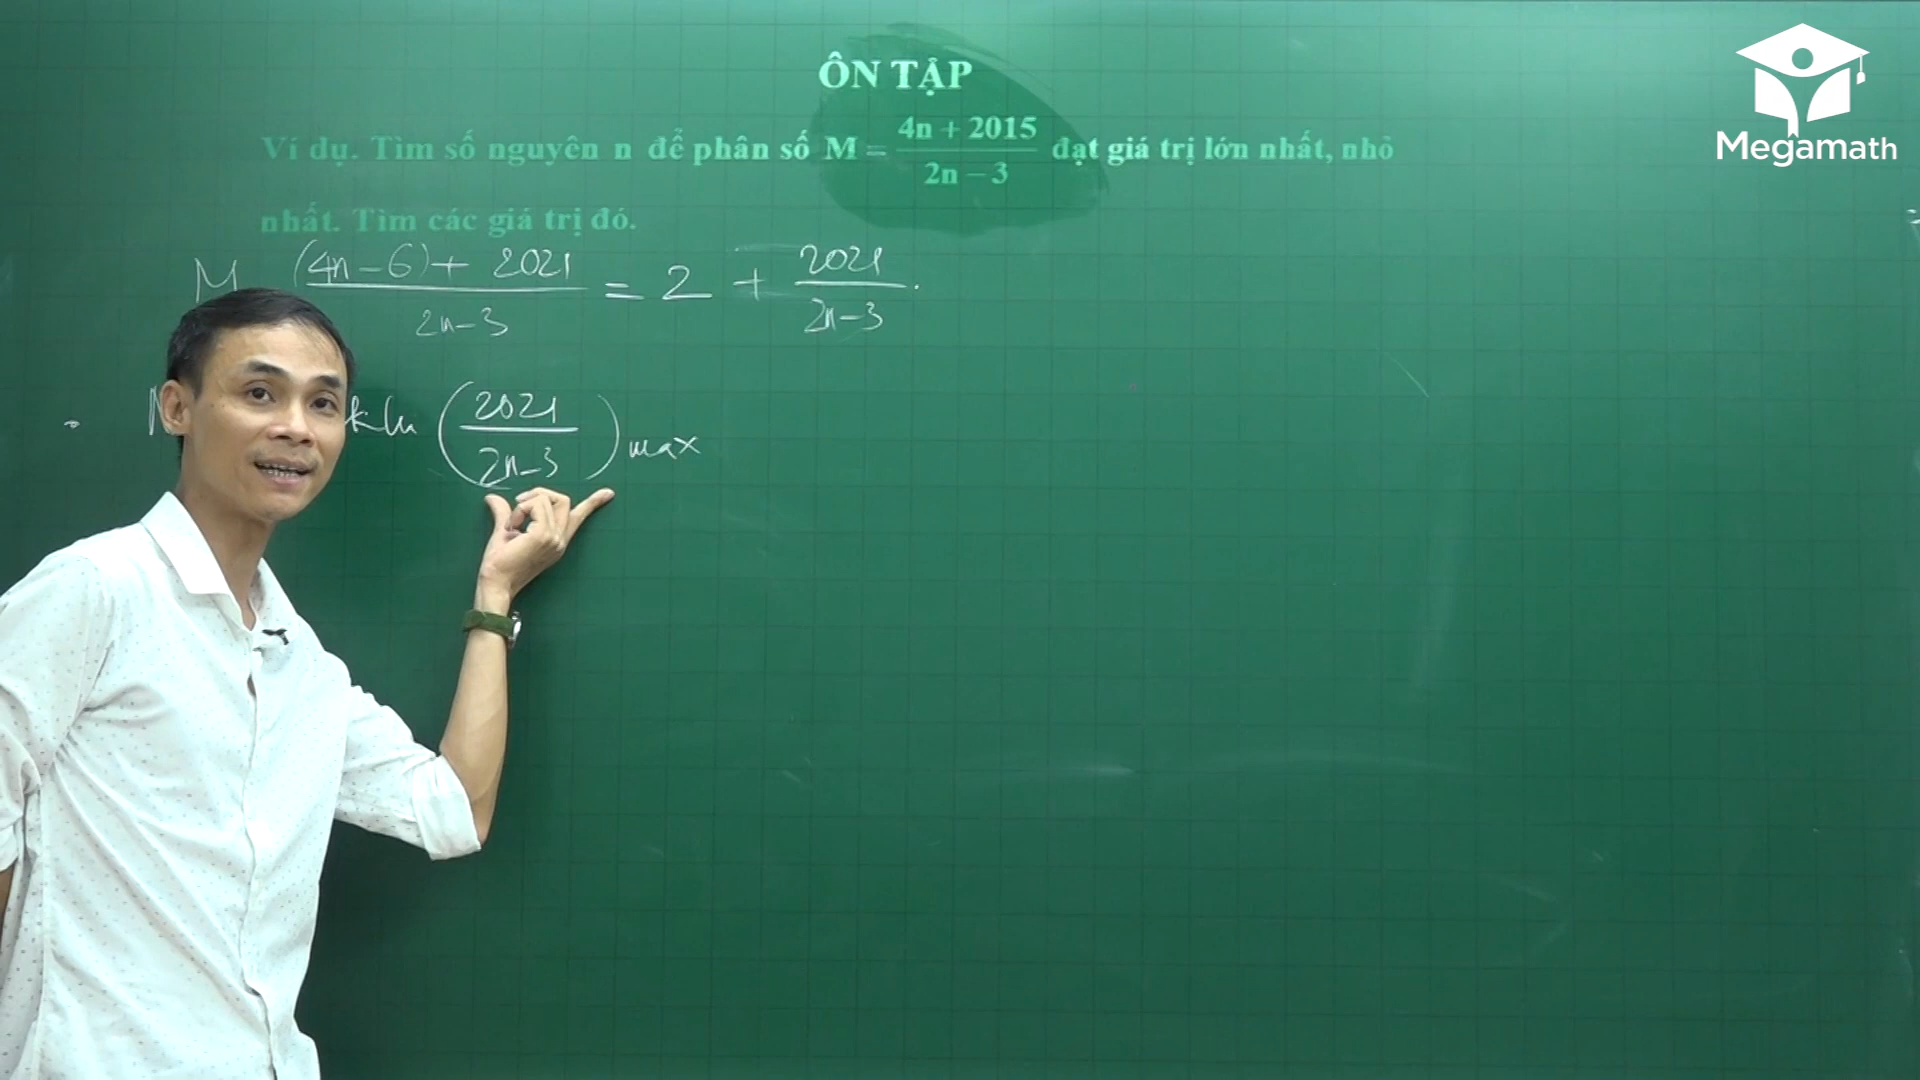 Megamath
ÔN TẬP
Ví dụ. Tìm số nguyên n để phân số M = 4n + 2015 / 2n – 3 đạt giá trị lớn nhất, nhỏ
nhất. Tìm các giá trị đó.
M (4n – 6) + 2021 / 2n – 3 = 2 + 2021 / 2n – 3 .
( 2021 / 2n – 3 ) max